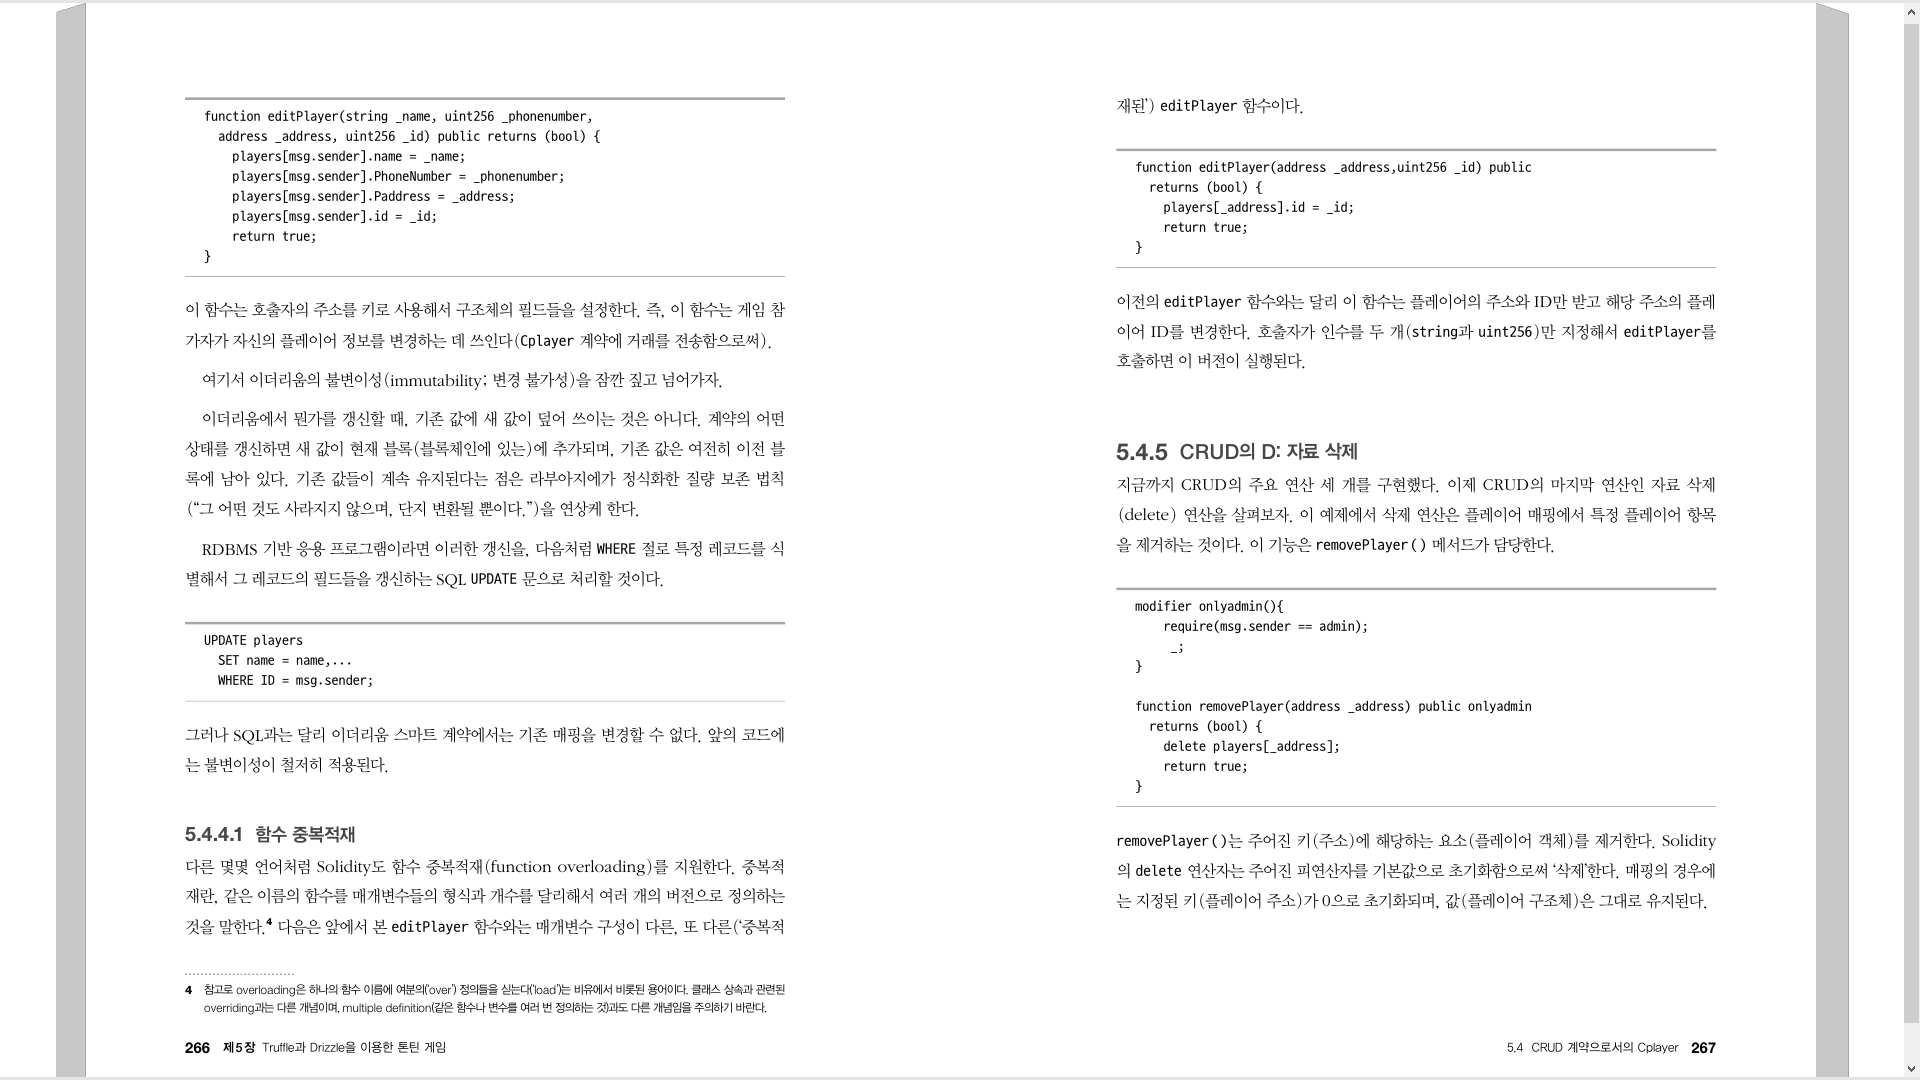 function editPlayer(string _name, uint256 _phonenumber,
address _address, uint256 _id) public returns (bool) {
players[msg.sender].name = _name;
players[msg.sender].PhoneNumber = _phonenumber;
players[msg.sender].Paddress = _address;
players[msg.sender].id = _id;
return true;
}
이 함수는 호출자의 주소를 키로 사용해서 구조체의 필드들을 설정한다. 즉, 이 함수는 게임 참
가자가 자신의 플레이어 정보를 변경하는 데 쓰인다(Cplayer 계약에 거래를 전송함으로써).
여기서 이더리움의 불변이성(immutability; 변경 불가성)을 잠깐 짚고 넘어가자.
이더리움에서 뭔가를 갱신할 때, 기존 값에 새 값이 덮어 쓰이는 것은 아니다. 계약의 어떤
상태를 갱신하면 새 값이 현재 블록(블록체인에 있는)에 추가되며, 기존 값은 여전히 이전 블
록에 남아 있다. 기존 값들이 계속 유지된다는 점은 라부아지에가 정식화한 질량 보존 법칙
(“그 어떤 것도 사라지지 않으며, 단지 변환될 뿐이다.”)을 연상케 한다.
RDBMS 기반 응용 프로그램이라면 이러한 갱신을, 다음처럼 WHERE 절로 특정 레코드를 식
별해서 그 레코드의 필드들을 갱신하는 SQL UPDATE 문으로 처리할 것이다.
UPDATE players
SET name = name,...
WHERE ID = msg.sender;
그러나 SQL과는 달리 이더리움 스마트 계약에서는 기존 매핑을 변경할 수 없다. 앞의 코드에
는 불변이성이 철저히 적용된다.
5.4.4.1 함수 중복적재
다른 몇몇 언어처럼 Solidity도 함수 중복적재(function overloading)를 지원한다. 중복적
재란, 같은 이름의 함수를 매개변수들의 형식과 개수를 달리해서 여러 개의 버전으로 정의하는
것을 말한다.4 다음은 앞에서 본 editPlayer 함수와는 매개변수 구성이 다른, 또 다른(‘중복적
4 참고로 overloading은 하나의 함수 이름에 여분의(‘over’) 정의들을 싣는다(‘load’)는 비유에서 비롯된 용어이다. 클래스 상속과 관련된
overriding과는 다른 개념이며, multiple definition(같은 함수나 변수를 여러 번 정의하는 것)과도 다른 개념임을 주의하기 바란다.
266 제5장 Truffle과 Drizzle을 이용한 톤틴 게임
재된’) editPlayer 함수이다.
function editPlayer(address _address,uint256 _id) public
returns (bool) {
players[_address].id = _id;
return true;
}
이전의 editPlayer 함수와는 달리 이 함수는 플레이어의 주소와 ID만 받고 해당 주소의 플레
이어 ID를 변경한다. 호출자가 인수를 두 개(string과 uint256)만 지정해서 editPlayer를
호출하면 이 버전이 실행된다.
5.4.5 CRUD의 D: 자료 삭제
지금까지 CRUD의 주요 연산 세 개를 구현했다. 이제 CRUD의 마지막 연산인 자료 삭제
(delete) 연산을 살펴보자. 이 예제에서 삭제 연산은 플레이어 매핑에서 특정 플레이어 항목
을 제거하는 것이다. 이 기능은 removePlayer() 메서드가 담당한다.
modifier onlyadmin(){
require(msg.sender == admin);
_;
}
function removePlayer(address _address) public onlyadmin
returns (bool) {
delete players[_address];
return true;
}
removePlayer()는 주어진 키(주소)에 해당하는 요소(플레이어 객체)를 제거한다. Solidity
의 delete 연산자는 주어진 피연산자를 기본값으로 초기화함으로써 ‘삭제’한다. 매핑의 경우에
는 지정된 키(플레이어 주소)가 0으로 초기화되며, 값(플레이어 구조체)은 그대로 유지된다.
5.4 CRUD 계약으로서의 Cplayer 267